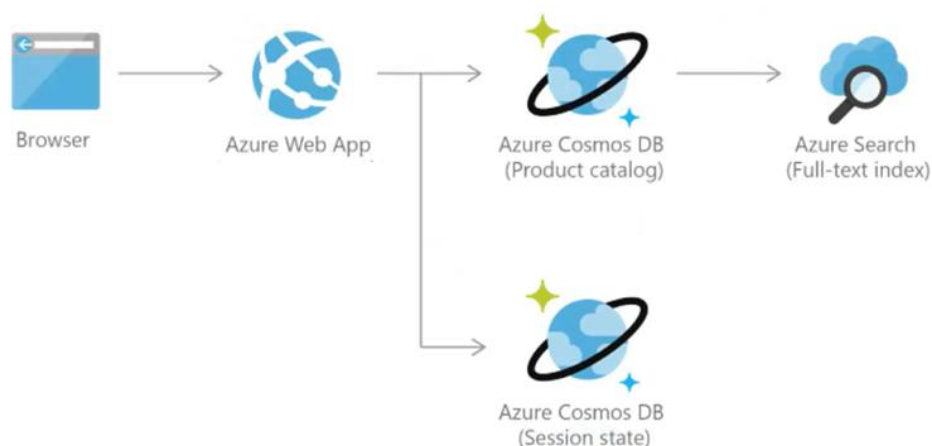 Browser
Azure Web App
Azure Cosmos DB
(Product catalog)
Azure Search
(Full-text index)
Azure Cosmos DB
(Session state)